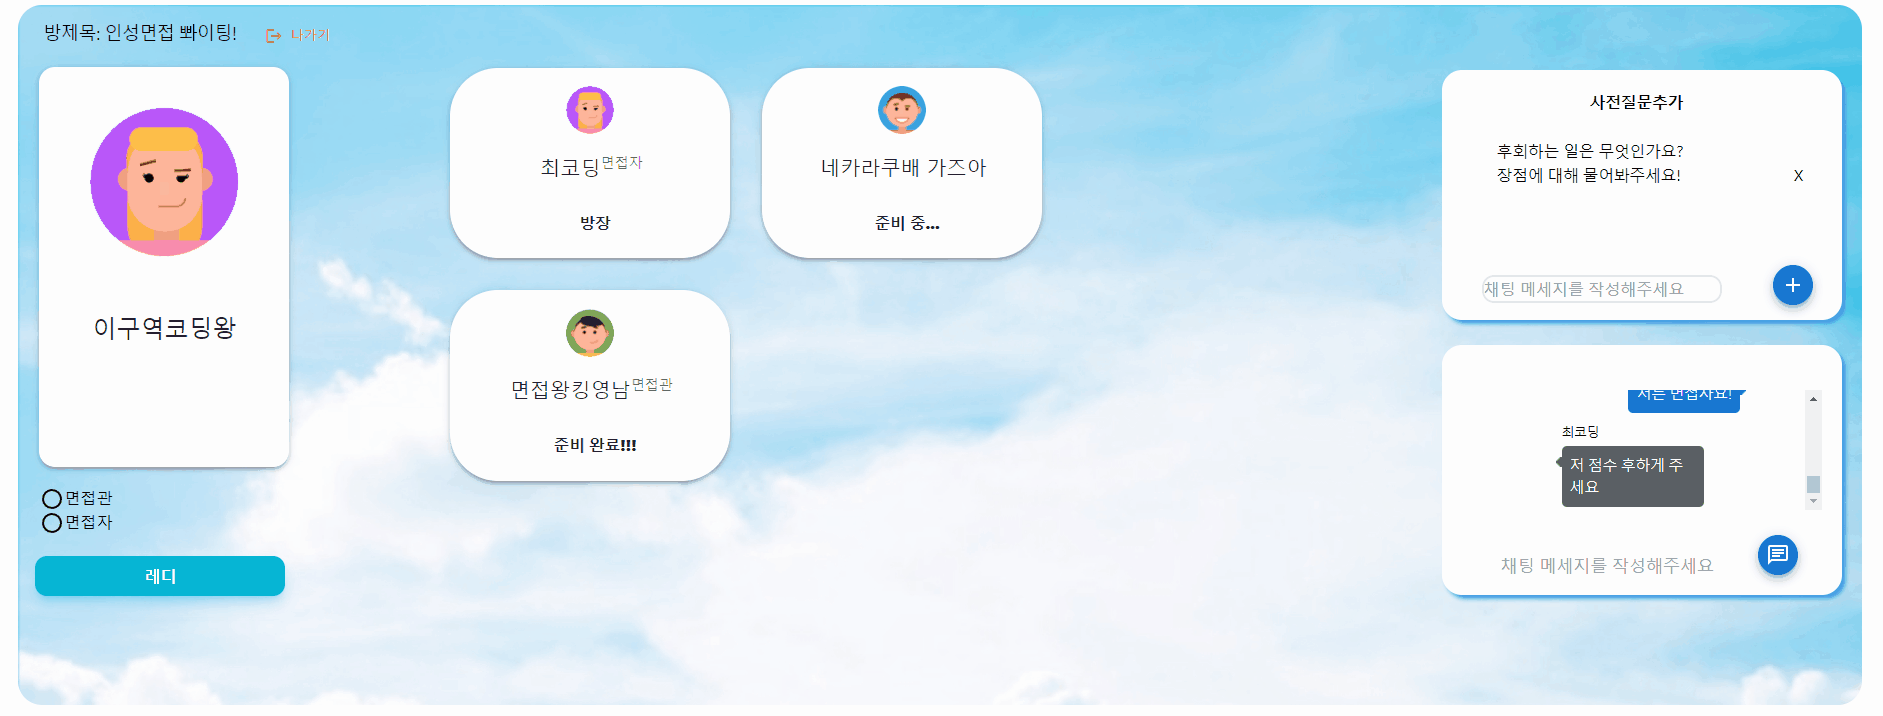 방제목: 인성면접 빠이팅!
나가기
이구역코딩왕
면접관
면접자
레디
최코딩면접자
방장
네카라쿠배 가즈아
준비 중...
면접왕킹영남면접관
준비 완료!!!
사전질문추가
후회하는 일은 무엇인가요?
장점에 대해 물어봐주세요! X
채팅 메세지를 작성해주세요
저는 면접자요!
최코딩
저 점수 후하게 주
세요
채팅 메세지를 작성해주세요